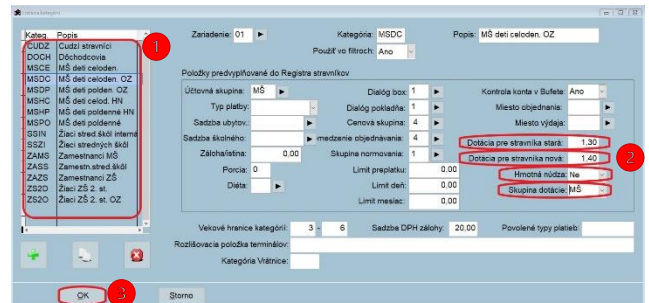 Kateg. Popis
CUDZ Cudzí stravníci
DOCH Dôchodcovia
MSCE MŠ deti celoden.
MSDC MŠ deti celoden. OZ
MSDP MŠ deti polden. OZ
MSHC MŠ deti celod. HN
MSHP MŠ deti poldenné HN
MSPO MŠ deti poldenné
SSIN Žiaci stred.škôl interná
SSZI Žiaci stredných škôl
ZAMS Zamestnanci MŠ
ZASS Zamestn.stred.škôl
ZAZS Zamestnanci ZŠ
ZS2D Žiaci ZŠ 2. st.
ZS2O Žiaci ZŠ 2. st. OZ
1
Zariadenie: 01
Kategória: MSDC
Popis: MŠ deti celoden. OZ
Použiť vo filtroch: Ano
Položky predvyplňované do Registra stravníkov
Účtovná skupina: MŠ
Dialóg box: 1
Kontrola konta v Bufete: Ano
Typ platby:
Dialóg pokladňa: 1
Miesto objednania:
Sadzba ubytov.:
Cenová skupina: 4
Miesto výdaja:
Sadzba školného:
medzenie objednávania: 4
Dotácia pre stravníka stará: 1,30
Záloha/istina: 0,00
Skupina normovania: 1
Dotácia pre stravníka nová: 1,40
2
Porcia: 0
Limit preplatku: 0,00
Hmotná núdza: Ne
Diéta:
Limit deň: 0,00
Skupina dotácie: MŠ
Limit mesiac: 0,00
Vekové hranice kategórií: 3 - 6
Sadzba DPH zálohy: 20,00
Povolené typy platieb:
Rozlišovacia položka terminálov:
Kategória Vrátnice:
OK
3
Storno